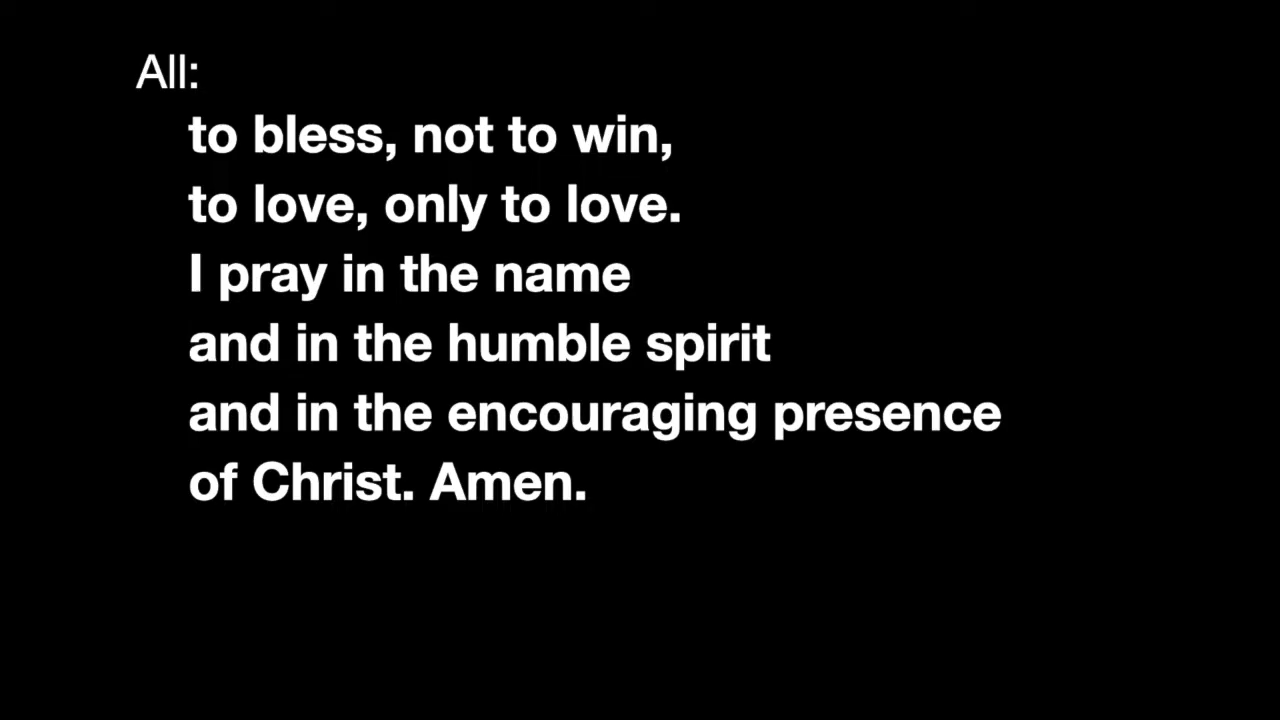 All:
to bless, not to win,
to love, only to love.
I pray in the name
and in the humble spirit
and in the encouraging presence
of Christ. Amen.